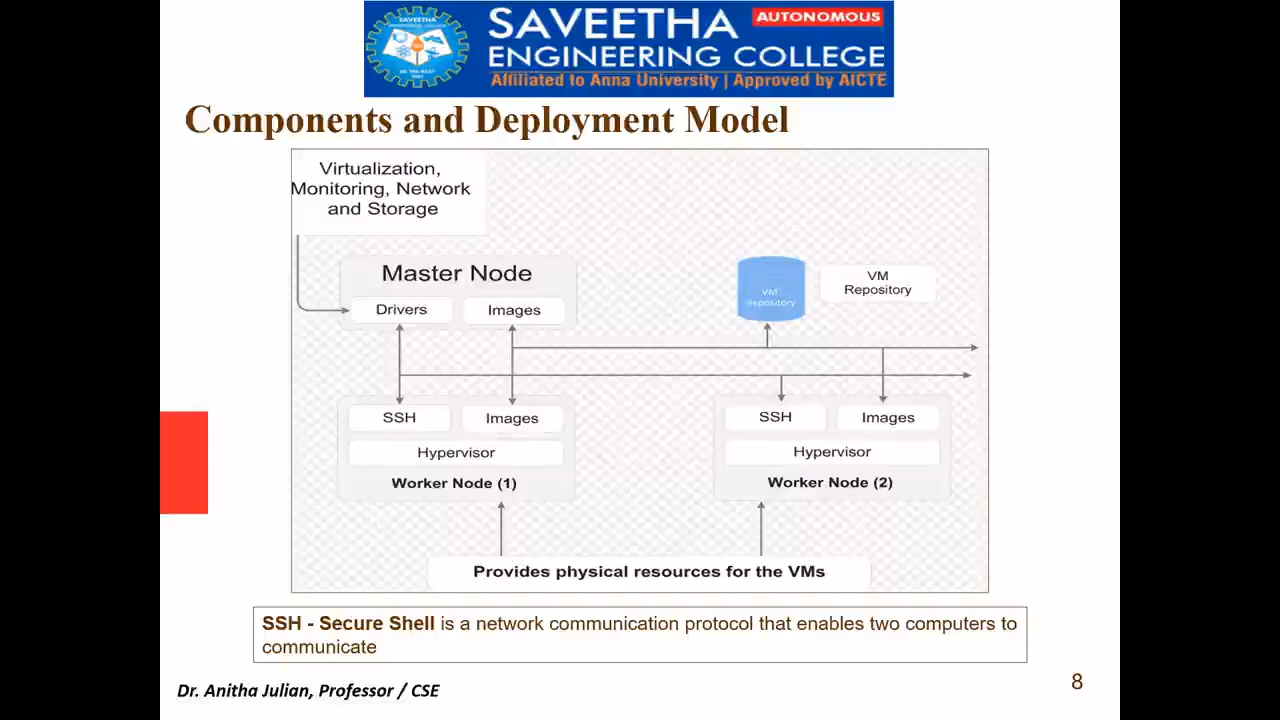 SAVEETHA
AUTONOMOUS
SAVEETHA
ENGINEERING COLLEGE
Affiliated to Anna University | Approved by AICTE
Components and Deployment Model
Virtualization,
Monitoring, Network
and Storage
Master Node
Drivers
Images
VM
Repository
VM
Repository
SSH
Images
Hypervisor
Worker Node (1)
SSH
Images
Hypervisor
Worker Node (2)
Provides physical resources for the VMs
SSH - Secure Shell is a network communication protocol that enables two computers to
communicate
Dr. Anitha Julian, Professor / CSE
8